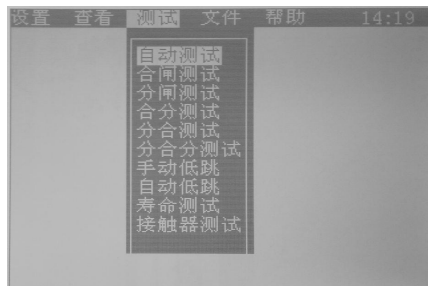 设置 查看 测试 文件 帮助 14:19
自动测试
合闸测试
分闸测试
合分测试
分合测试
分合分测试
手动低跳
自动低跳
寿命测试
接触器测试